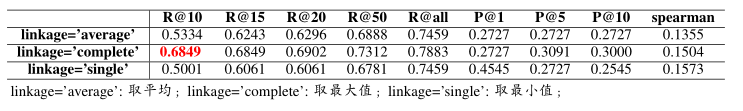 R@10 R@15 R@20 R@50 R@all P@1 P@5 P@10 spearman
linkage='average' 0.5334 0.6243 0.6296 0.6888 0.7459 0.2727 0.2727 0.2727 0.1355
linkage='complete' 0.6849 0.6849 0.6902 0.7312 0.7883 0.2727 0.3091 0.3000 0.1504
linkage='single' 0.5001 0.6061 0.6061 0.6781 0.7459 0.4545 0.2727 0.2545 0.1573
linkage='average': 取平均； linkage='complete': 取最大值； linkage='single': 取最小值；